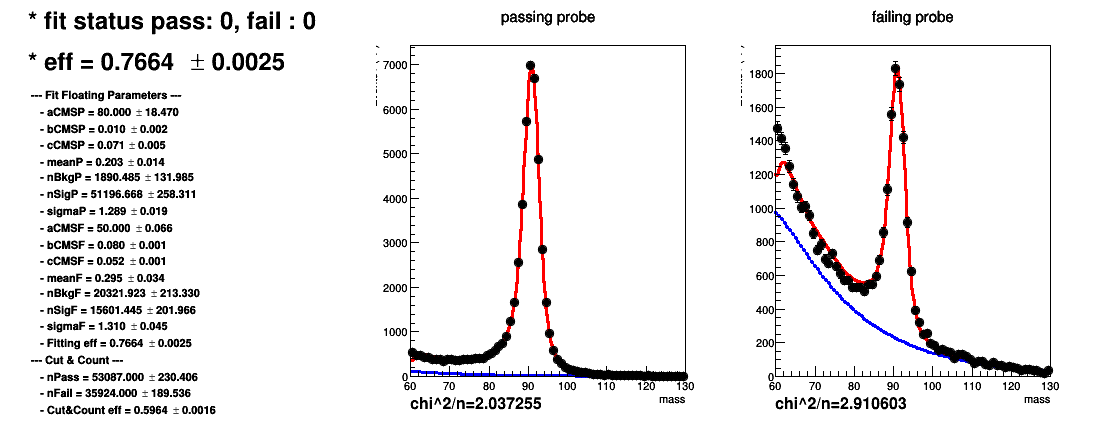 * fit status pass: 0, fail : 0
* eff = 0.7664 ± 0.0025
--- Fit Floating Parameters ---
- aCMSP = 80.000 ± 18.470
- bCMSP = 0.010 ± 0.002
- cCMSP = 0.071 ± 0.005
- meanP = 0.203 ± 0.014
- nBkgP = 1890.485 ± 131.985
- nSigP = 51196.668 ± 258.311
- sigmaP = 1.289 ± 0.019
- aCMSF = 50.000 ± 0.066
- bCMSF = 0.080 ± 0.001
- cCMSF = 0.052 ± 0.001
- meanF = 0.295 ± 0.034
- nBkgF = 20321.923 ± 213.330
- nSigF = 15601.445 ± 201.966
- sigmaF = 1.310 ± 0.045
- Fitting eff = 0.7664 ± 0.0025
--- Cut & Count ---
- nPass = 53087.000 ± 230.406
- nFail = 35924.000 ± 189.536
- Cut&Count eff = 0.5964 ± 0.0016
passing probe
7000
6000
5000
4000
3000
2000
1000
0
60 70 80 90 100 110 120 130
mass
chi^2/n=2.037255
failing probe
1800
1600
1400
1200
1000
800
600
400
200
0
60 70 80 90 100 110 120 130
mass
chi^2/n=2.910603